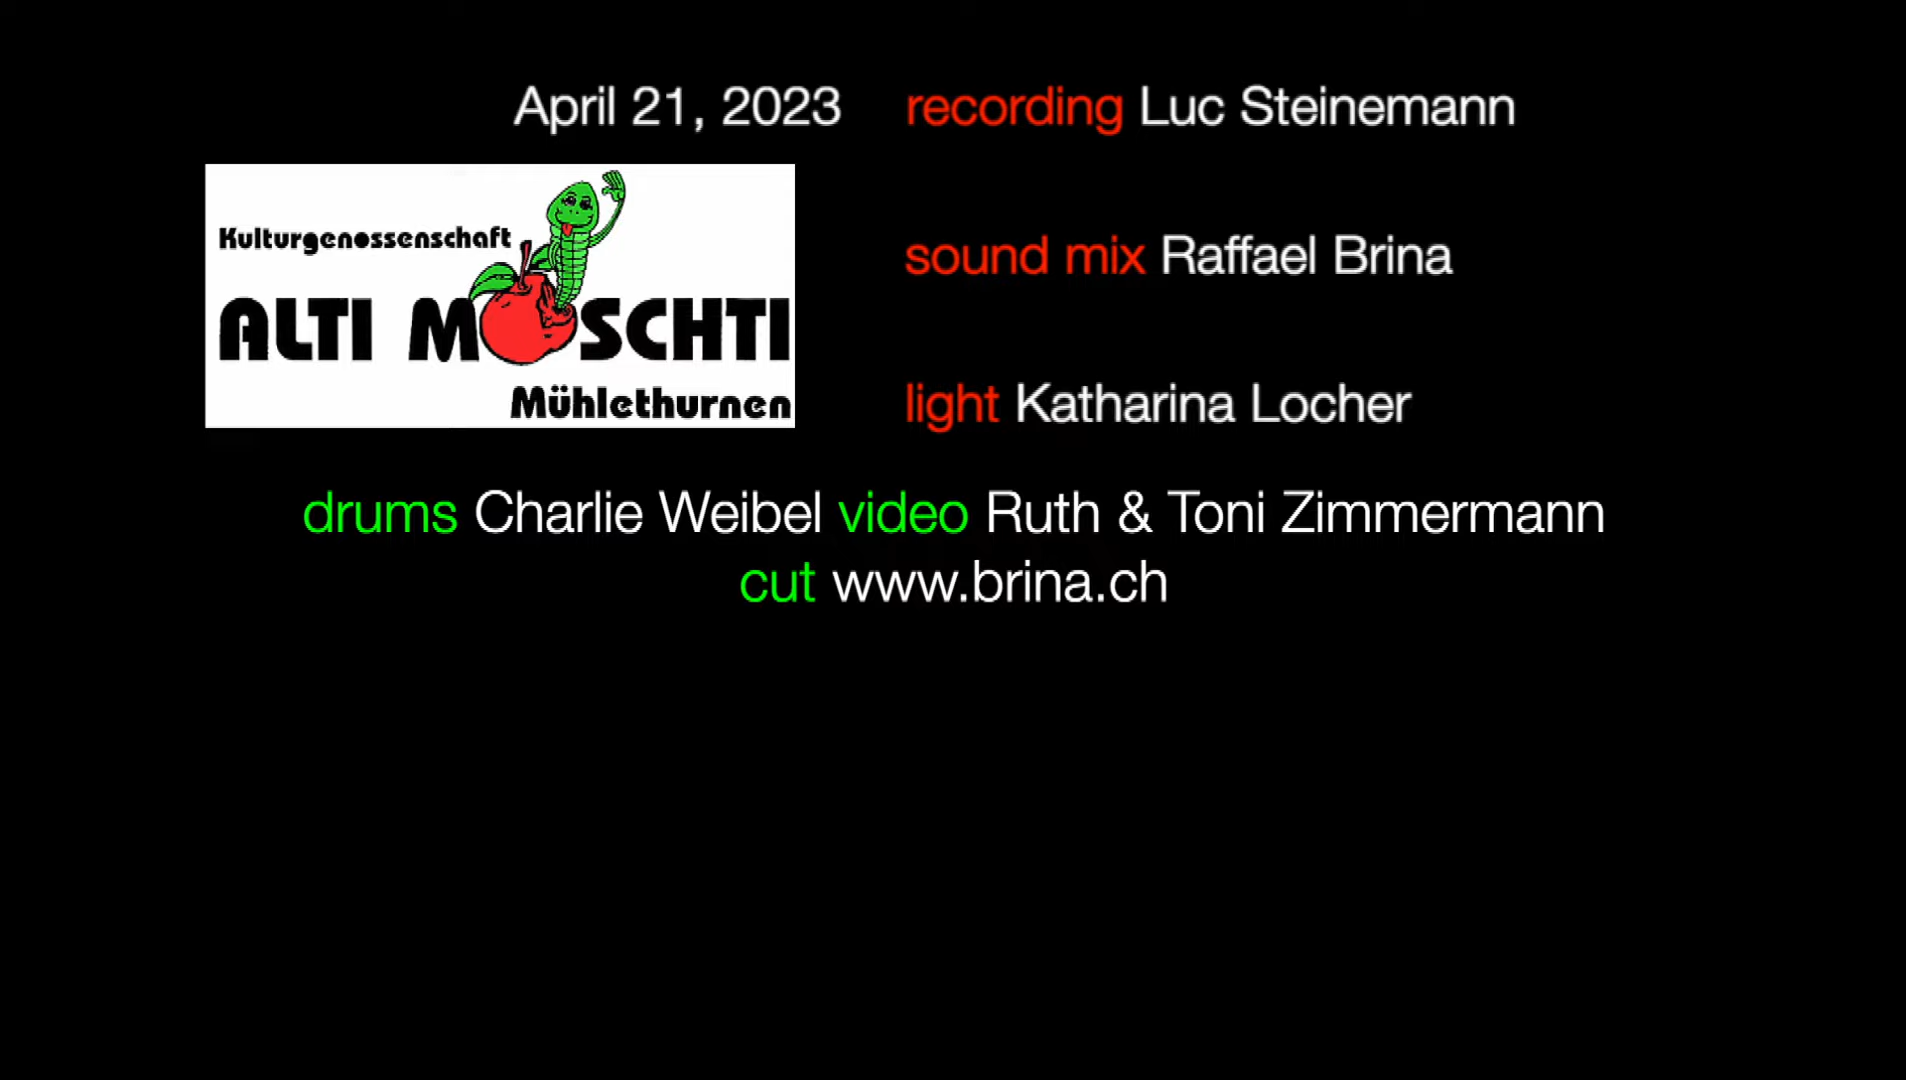 April 21, 2023
Kulturgenossenschaft
ALTI MOSCHTI
Mühlethurnen
recording Luc Steinemann
sound mix Raffael Brina
light Katharina Locher
drums Charlie Weibel video Ruth & Toni Zimmermann
cut www.brina.ch